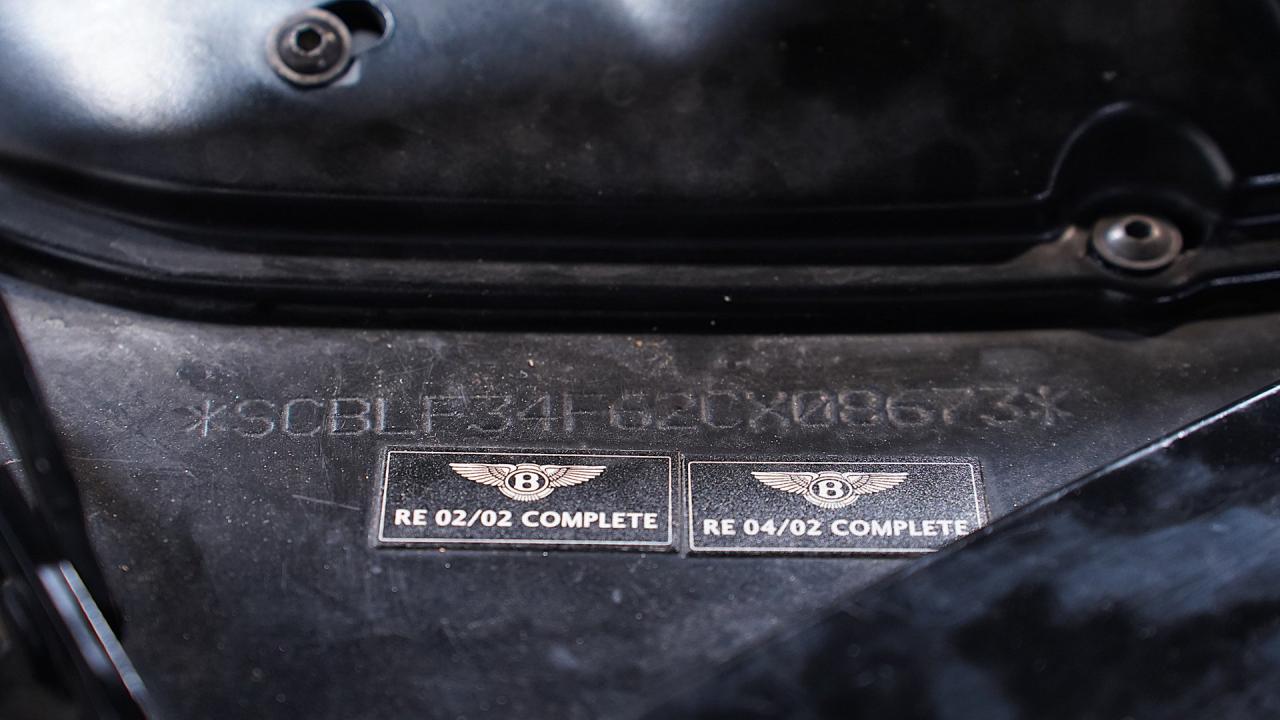 *SCBLF34F62CX08673*
B
RE 02/02 COMPLETE
B
RE 04/02 COMPLETE